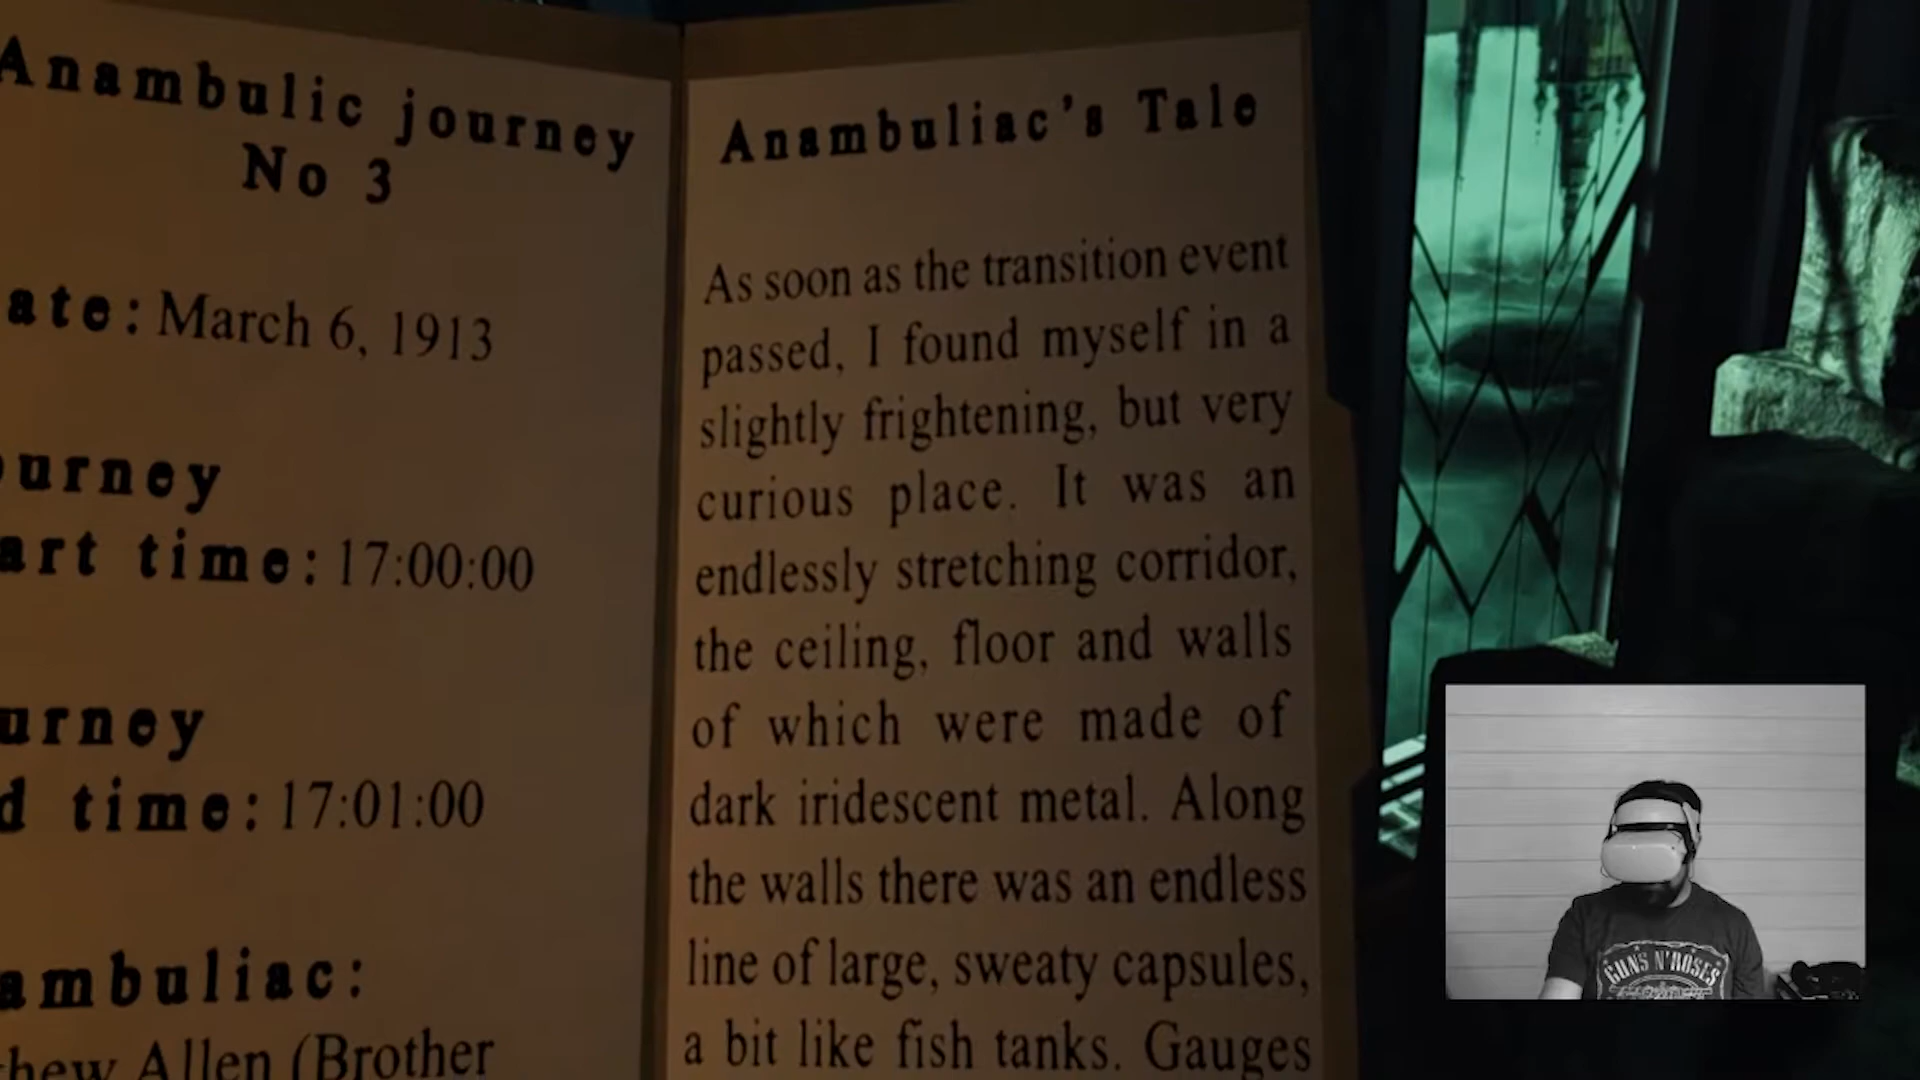 Anambulic journey
No 3
ate: March 6, 1913
ourney
art time: 17:00:00
urney
d time: 17:01:00
ambuliac:
hew Allen (Brother
Anambuliac's Tale
As soon as the transition event
passed, I found myself in a
slightly frightening, but very
curious place. It was an
endlessly stretching corridor,
the ceiling, floor and walls
of which were made of
dark iridescent metal. Along
the walls there was an endless
line of large, sweaty capsules,
a bit like fish tanks. Gauges
GUNS N' ROSES